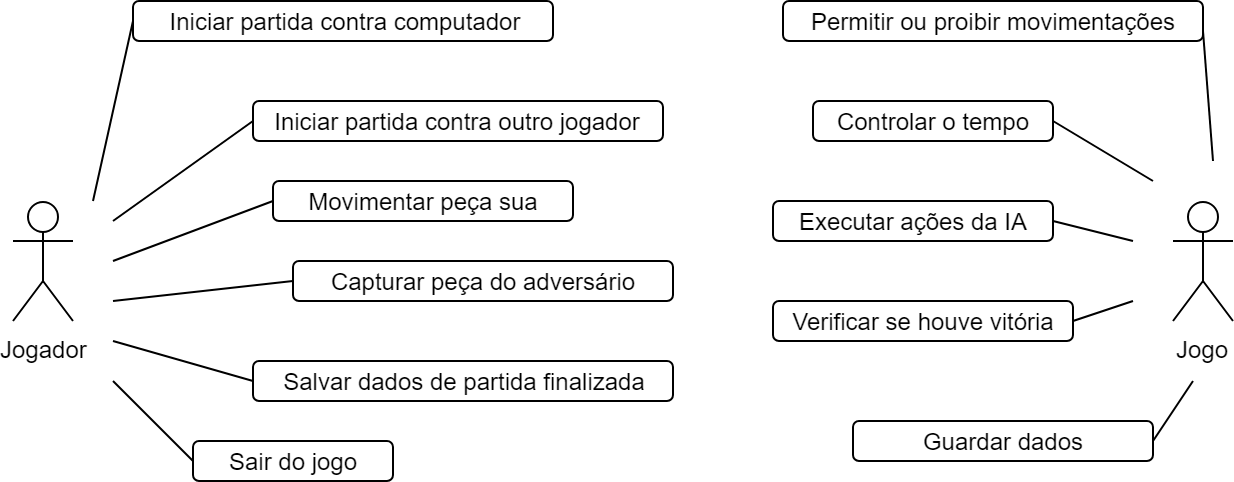 Iniciar partida contra computador
Iniciar partida contra outro jogador
Movimentar peça sua
Capturar peça do adversário
Salvar dados de partida finalizada
Sair do jogo
Jogador
Permitir ou proibir movimentações
Controlar o tempo
Executar ações da IA
Verificar se houve vitória
Guardar dados
Jogo